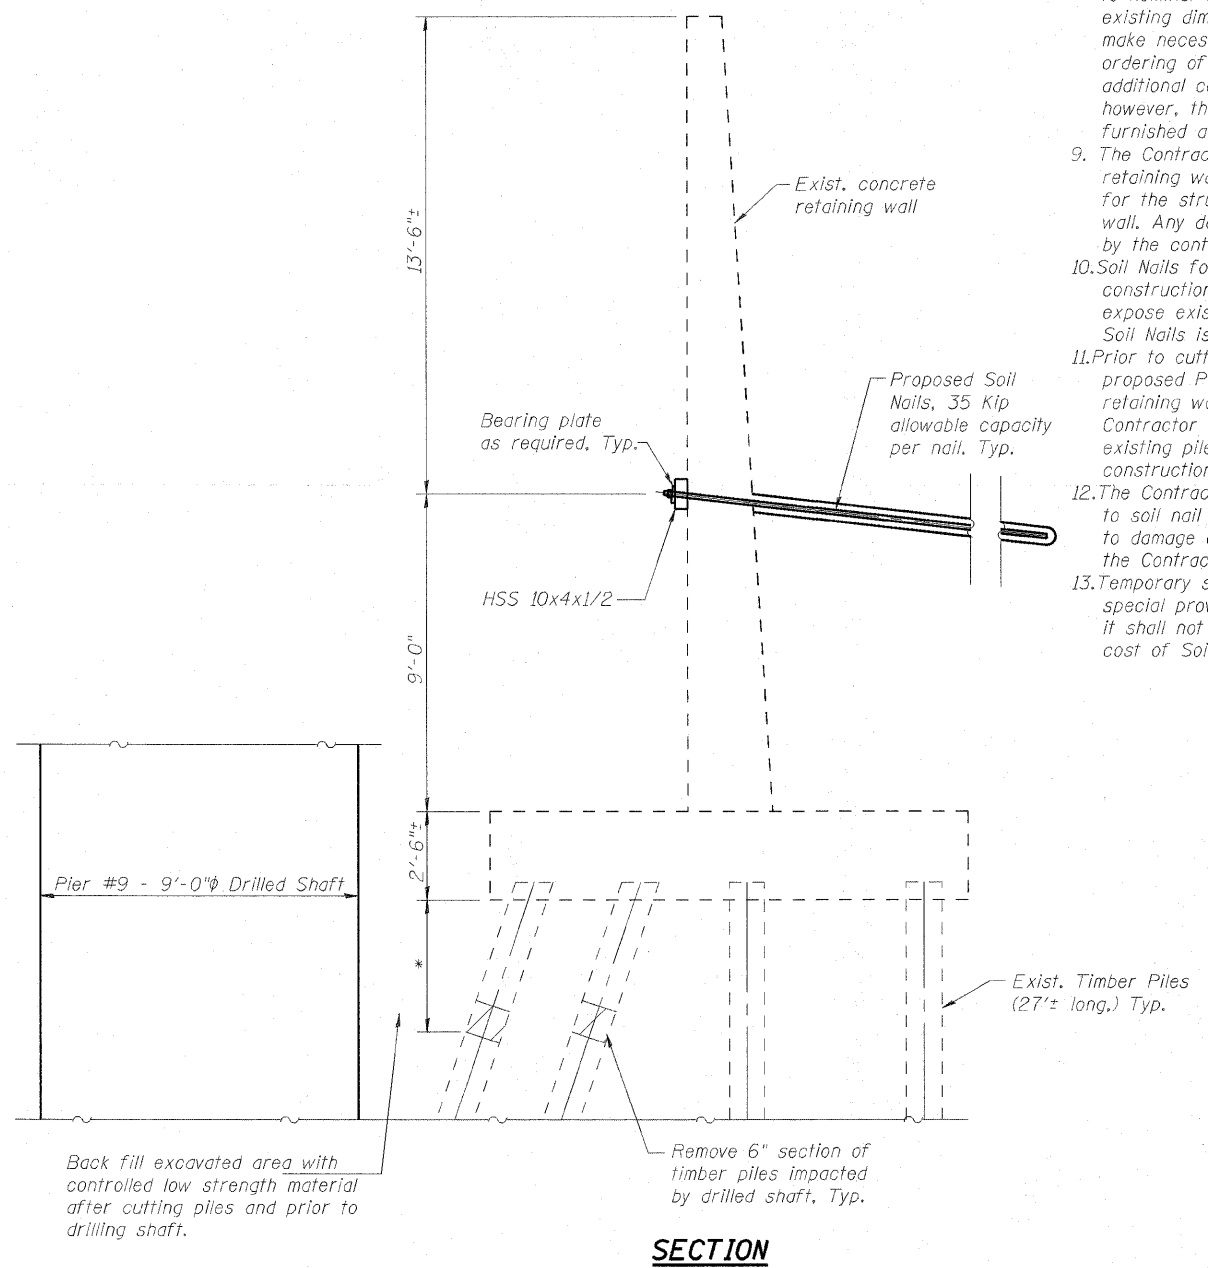 existing dim
make neces
ordering of
additional c
however, th
furnished a
9. The Contrac
retaining w
for the stru
wall. Any d
by the cont
10.Soil Nails fo
construction
expose exis
Soil Nails is
11.Prior to cutt
proposed P
retaining w
Contractor
existing pile
construction
12.The Contrac
to soil nail
to damage
the Contrac
13.Temporary s
special prov
it shall not
cost of Soi
13'-6"±
Exist. concrete
retaining wall
Proposed Soil
Nails, 35 Kip
allowable capacity
per nail. Typ.
Bearing plate
as required, Typ.
HSS 10x4x1/2
9'-0"
2'-6"±
Pier #9 - 9'-0"ϕ Drilled Shaft
*
Exist. Timber Piles
(27'± long,) Typ.
Back fill excavated area with
controlled low strength material
after cutting piles and prior to
drilling shaft.
Remove 6" section of
timber piles impacted
by drilled shaft, Typ.
SECTION